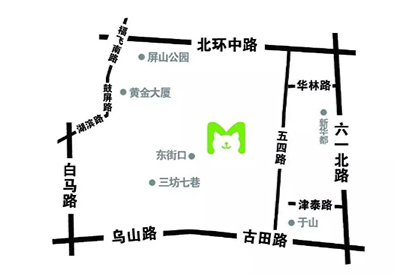 福飞南路
北环中路
屏山公园
鼓屏路
黄金大厦
华林路
湖滨路
新华都
六一北路
五四路
东街口
白马路
三坊七巷
津泰路
于山
乌山路
古田路